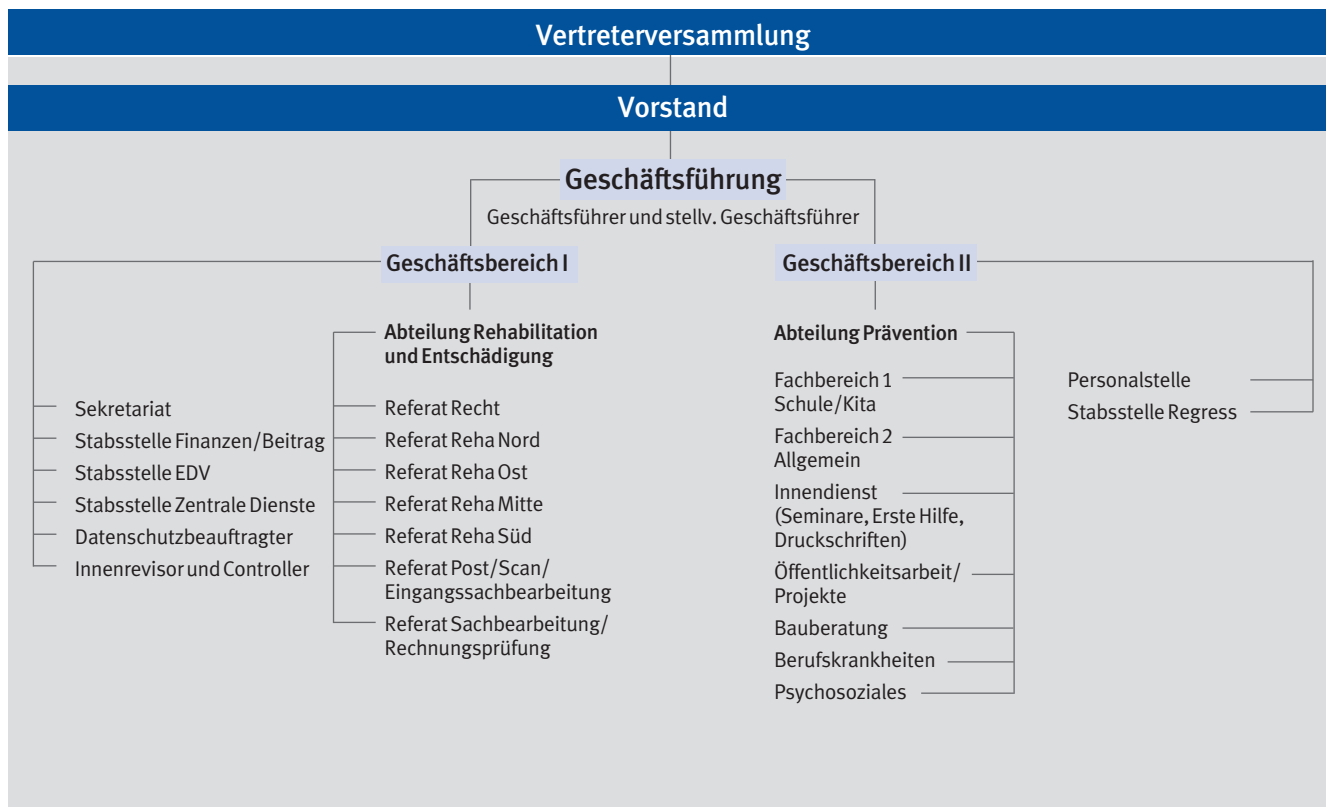 Vertreterversammlung
Vorstand
Geschäftsführung
Geschäftsführer und stellv. Geschäftsführer
Geschäftsbereich I
Sekretariat
Stabsstelle Finanzen/Beitrag
Stabsstelle EDV
Stabsstelle Zentrale Dienste
Datenschutzbeauftragter
Innenrevisor und Controller
Abteilung Rehabilitation
und Entschädigung
Referat Recht
Referat Reha Nord
Referat Reha Ost
Referat Reha Mitte
Referat Reha Süd
Referat Post/Scan/
Eingangssachbearbeitung
Referat Sachbearbeitung/
Rechnungsprüfung
Geschäftsbereich II
Abteilung Prävention
Fachbereich 1
Schule/Kita
Fachbereich 2
Allgemein
Innendienst
(Seminare, Erste Hilfe,
Druckschriften)
Öffentlichkeitsarbeit/
Projekte
Bauberatung
Berufskrankheiten
Psychosoziales
Personalstelle
Stabsstelle Regress